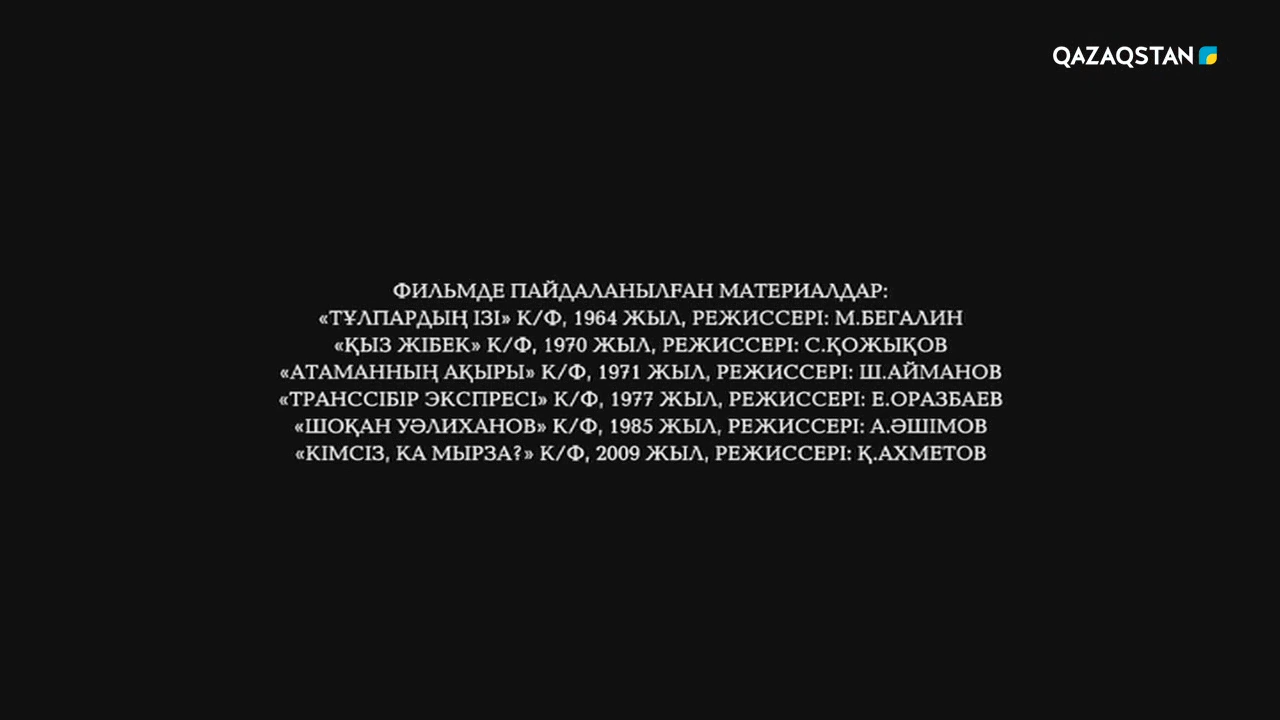 QAZAQSTAN
ФИЛЬМДЕ ПАЙДАЛАНЫЛҒАН МАТЕРИАЛДАР:
«ТҰЛПАРДЫҢ ІЗІ» К/Ф, 1964 ЖЫЛ, РЕЖИССЕРІ: М.БЕГАЛИН
«ҚЫЗ ЖІБЕК» К/Ф, 1970 ЖЫЛ, РЕЖИССЕРІ: С.ҚОЖЫҚОВ
«АТАМАННЫҢ АҚЫРЫ» К/Ф, 1971 ЖЫЛ, РЕЖИССЕРІ: Ш.АЙМАНОВ
«ТРАНССІБІР ЭКСПРЕСІ» К/Ф, 1977 ЖЫЛ, РЕЖИССЕРІ: Е.ОРАЗБАЕВ
«ШОҚАН УӘЛИХАНОВ» К/Ф, 1985 ЖЫЛ, РЕЖИССЕРІ: А.ӘШІМОВ
«КІМСІЗ, КА МЫРЗА?» К/Ф, 2009 ЖЫЛ, РЕЖИССЕРІ: Қ.АХМЕТОВ